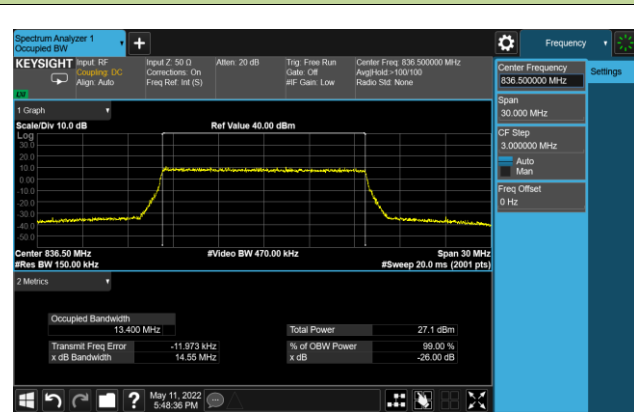 Spectrum Analyzer 1
Occupied BW
Frequency
KEYSIGHT Input: RF
Coupling: DC
Align: Auto
Input Z: 50 Ω
Corrections: On
Freq Ref: Int (S)
Atten: 20 dB
Trig: Free Run
Gate: Off
#IF Gain: Low
Center Freq: 836.500000 MHz
Avg|Hold:>100/100
Radio Std: None
LXI
Center Frequency
836.500000 MHz
Settings
Span
30.000 MHz
CF Step
3.000000 MHz
Auto
Man
Freq Offset
0 Hz
1 Graph
Scale/Div 10.0 dB
Ref Value 40.00 dBm
Log
30.0
20.0
10.0
0.00
-10.0
-20.0
-30.0
-40.0
-50.0
Center 836.50 MHz
#Video BW 470.00 kHz
Span 30 MHz
#Res BW 150.00 kHz
#Sweep 20.0 ms (2001 pts)
2 Metrics
Occupied Bandwidth
13.400 MHz
Total Power 27.1 dBm
Transmit Freq Error -11.973 kHz
% of OBW Power 99.00 %
x dB Bandwidth 14.55 MHz
x dB -26.00 dB
?
May 11, 2022
5:48:36 PM